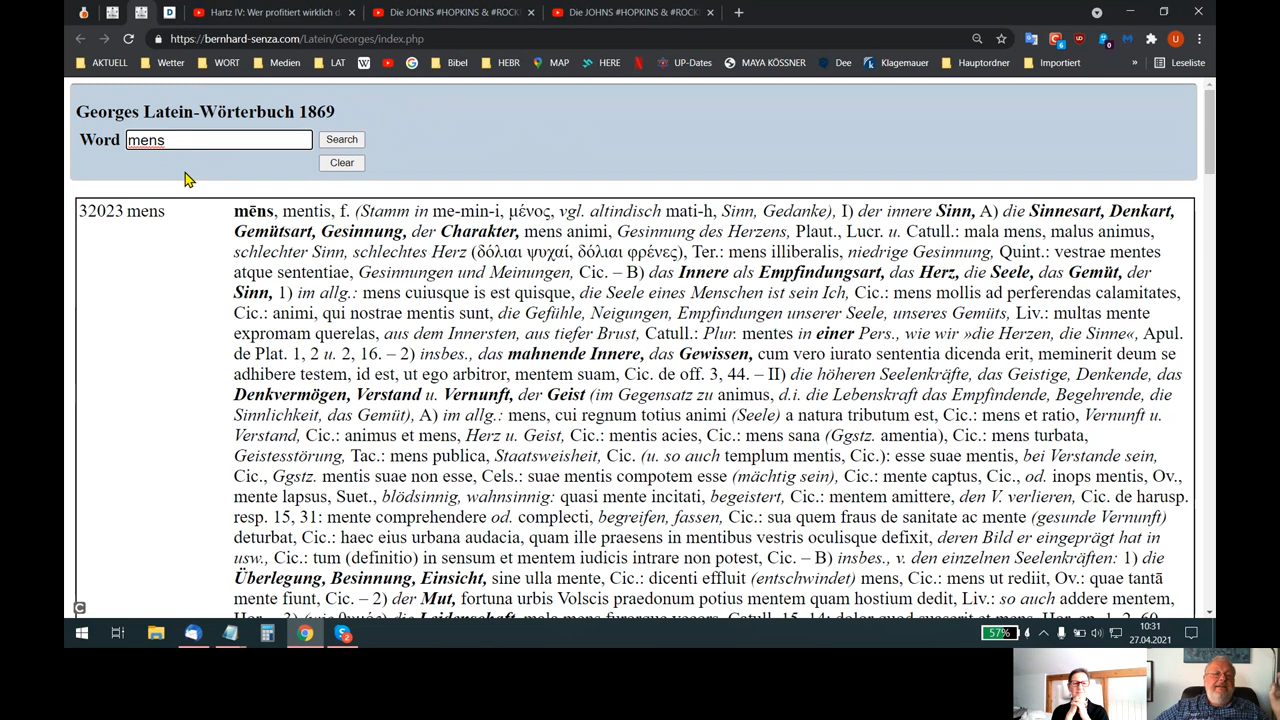 Hartz IV: Wer profitiert wirklich d
Die JOHNS #HOPKINS & #ROCK
Die JOHNS #HOPKINS & #ROCK
https://bernhard-senza.com/Latein/Georges/index.php
AKTUELL Wetter WORT Medien LAT Google Bibel HEBR MAP HERE UP-Dates MAYA KÖSSNER Dee Klagemauer Hauptordner Importiert » Leseliste
Georges Latein-Wörterbuch 1869
Word mens Search
Clear
32023 mens mēns, mentis, f. (Stamm in me-min-i, μένος, vgl. altindisch mati-h, Sinn, Gedanke), I) der innere Sinn, A) die Sinnesart, Denkart,
Gemütsart, Gesinnung, der Charakter, mens animi, Gesinnung des Herzens, Plaut., Lucr. u. Catull.: mala mens, malus animus,
schlechter Sinn, schlechtes Herz (δόλιαι ψυχαί, δόλιαι φρένες), Ter.: mens illiberalis, niedrige Gesinnung, Quint.: vestrae mentes
atque sententiae, Gesinnungen und Meinungen, Cic. – B) das Innere als Empfindungsart, das Herz, die Seele, das Gemüt, der
Sinn, 1) im allg.: mens cuiusque is est quisque, die Seele eines Menschen ist sein Ich, Cic.: mens mollis ad perferendas calamitates,
Cic.: animi, qui nostrae mentis sunt, die Gefühle, Neigungen, Empfindungen unserer Seele, unseres Gemüts, Liv.: multas mente
expromam querelas, aus dem Innersten, aus tiefer Brust, Catull.: Plur. mentes in einer Pers., wie wir »die Herzen, die Sinne«, Apul.
de Plat. 1, 2 u. 2, 16. – 2) insbes., das mahnende Innere, das Gewissen, cum vero iurato sententia dicenda erit, meminerit deum se
adhibere testem, id est, ut ego arbitror, mentem suam, Cic. de off. 3, 44. – II) die höheren Seelenkräfte, das Geistige, Denkende, das
Denkvermögen, Verstand u. Vernunft, der Geist (im Gegensatz zu animus, d.i. die Lebenskraft das Empfindende, Begehrende, die
Sinnlichkeit, das Gemüt), A) im allg.: mens, cui regnum totius animi (Seele) a natura tributum est, Cic.: mens et ratio, Vernunft u.
Verstand, Cic.: animus et mens, Herz u. Geist, Cic.: mentis acies, Cic.: mens sana (Ggstz. amentia), Cic.: mens turbata,
Geistesstörung, Tac.: mens publica, Staatsweisheit, Cic. (u. so auch templum mentis, Cic.): esse suae mentis, bei Verstande sein,
Cic., Ggstz. mentis suae non esse, Cels.: suae mentis compotem esse (mächtig sein), Cic.: mente captus, Cic., od. inops mentis, Ov.,
mente lapsus, Suet., blödsinnig, wahnsinnig: quasi mente incitati, begeistert, Cic.: mentem amittere, den V. verlieren, Cic. de harusp.
resp. 15, 31: mente comprehendere od. complecti, begreifen, fassen, Cic.: sua quem fraus de sanitate ac mente (gesunde Vernunft)
deturbat, Cic.: haec eius urbana audacia, quam ille praesens in mentibus vestris oculisque defixit, deren Bild er eingeprägt hat in
usw., Cic.: tum (definitio) in sensum et mentem iudicis intrare non potest, Cic. – B) insbes., v. den einzelnen Seelenkräften: 1) die
Überlegung, Besinnung, Einsicht, sine ulla mente, Cic.: dicenti effluit (entschwindet) mens, Cic.: mens ut rediit, Ov.: quae tantā
mente fiunt, Cic. – 2) der Mut, fortuna urbis Volscis praedonum potius mentem quam hostium dedit, Liv.: so auch addere mentem,
57% 10:31
27.04.2021